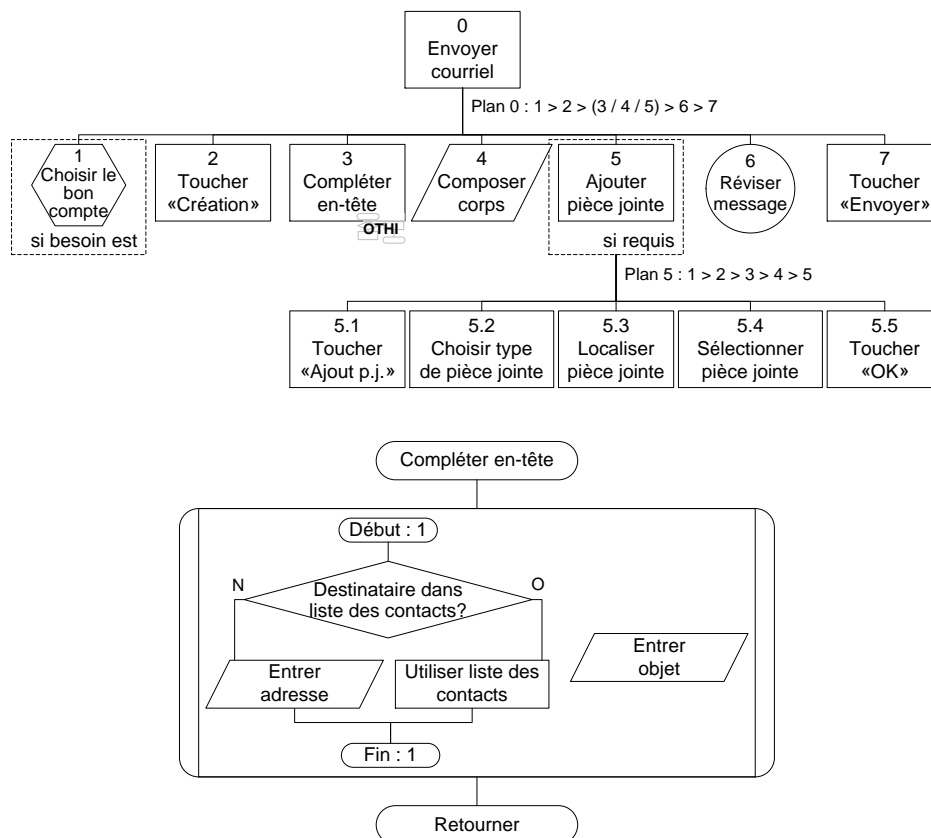 0
Envoyer
courriel
Plan 0 : 1 > 2 > (3 / 4 / 5) > 6 > 7
1
Choisir le
bon
compte
si besoin est
2
Toucher
«Création»
3
Compléter
en-tête
OTHI
4
Composer
corps
5
Ajouter
pièce jointe
si requis
6
Réviser
message
7
Toucher
«Envoyer»
Plan 5 : 1 > 2 > 3 > 4 > 5
5.1
Toucher
«Ajout p.j.»
5.2
Choisir type
de pièce jointe
5.3
Localiser
pièce jointe
5.4
Sélectionner
pièce jointe
5.5
Toucher
«OK»
Compléter en-tête
Début : 1
N
O
Destinataire dans
liste des contacts?
Entrer
adresse
Utiliser liste des
contacts
Entrer
objet
Fin : 1
Retourner